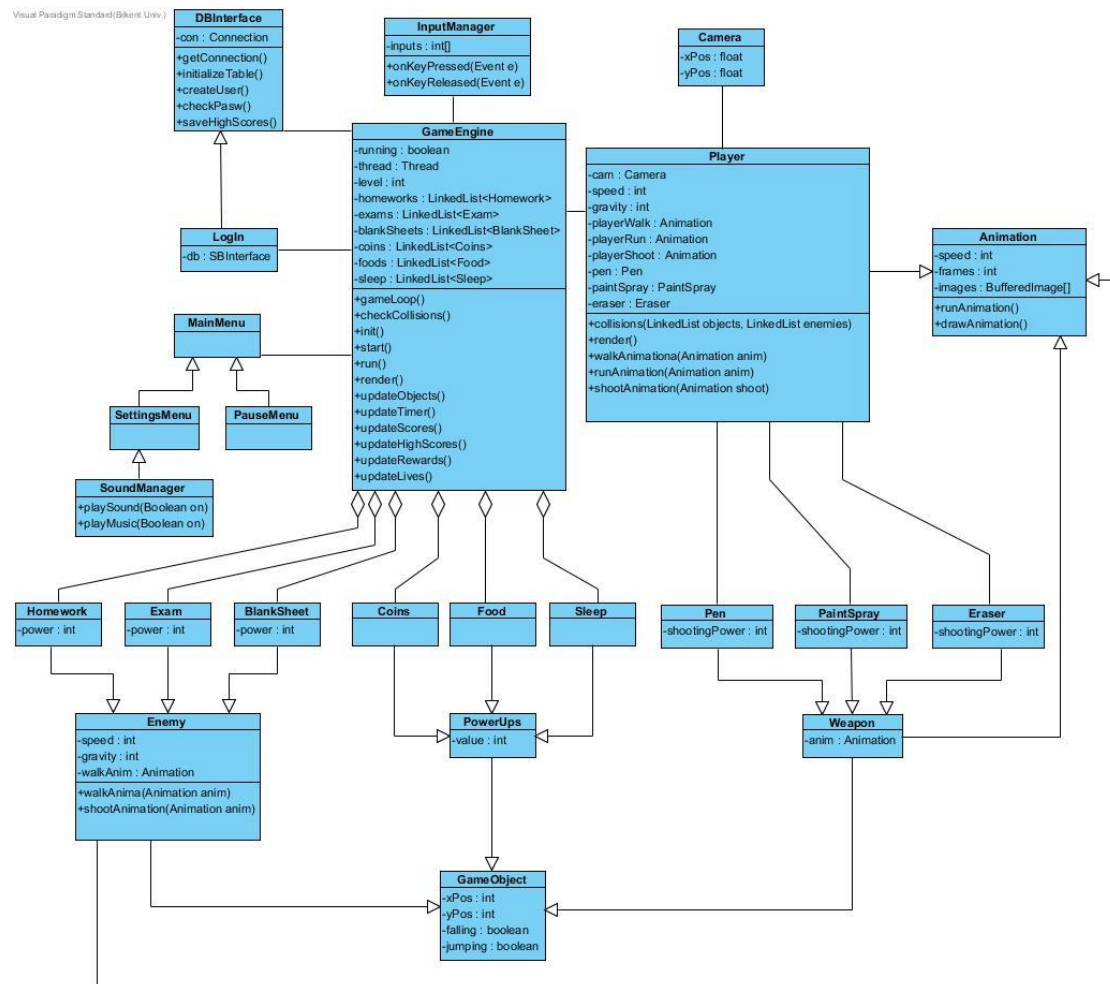 Visual Paradigm Standard(Bilkent Univ.)
DBInterface
-con : Connection
+getConnection()
+initializeTable()
+createUser()
+checkPasw()
+saveHighScores()
InputManager
-inputs : int[]
+onKeyPressed(Event e)
+onKeyReleased(Event e)
Camera
-xPos : float
-yPos : float
GameEngine
-running : boolean
-thread : Thread
-level : int
-homeworks : LinkedList<Homework>
-exams : LinkedList<Exam>
-blankSheets : LinkedList<BlankSheet>
-coins : LinkedList<Coins>
-foods : LinkedList<Food>
-sleep : LinkedList<Sleep>
+gameLoop()
+checkCollisions()
+init()
+start()
+run()
+render()
+updateObjects()
+updateTimer()
+updateScores()
+updateHighScores()
+updateRewards()
+updateLives()
Player
-cam : Camera
-speed : int
-gravity : int
-playerWalk : Animation
-playerRun : Animation
-playerShoot : Animation
-pen : Pen
-paintSpray : PaintSpray
-eraser : Eraser
+collisions(LinkedList objects, LinkedList enemies)
+render()
+walkAnimationa(Animation anim)
+runAnimation(Animation anim)
+shootAnimation(Animation shoot)
LogIn
-db : SBInterface
Animation
-speed : int
-frames : int
-images : BufferedImage[]
+runAnimation()
+drawAnimation()
MainMenu
SettingsMenu
PauseMenu
SoundManager
+playSound(Boolean on)
+playMusic(Boolean on)
Homework
-power : int
Exam
-power : int
BlankSheet
-power : int
Coins
Food
Sleep
Pen
-shootingPower : int
PaintSpray
-shootingPower : int
Eraser
-shootingPower : int
Enemy
-speed : int
-gravity : int
-walkAnim : Animation
+walkAnima(Animation anim)
+shootAnimation(Animation anim)
PowerUps
-value : int
Weapon
-anim : Animation
GameObject
-xPos : int
-yPos : int
-falling : boolean
-jumping : boolean